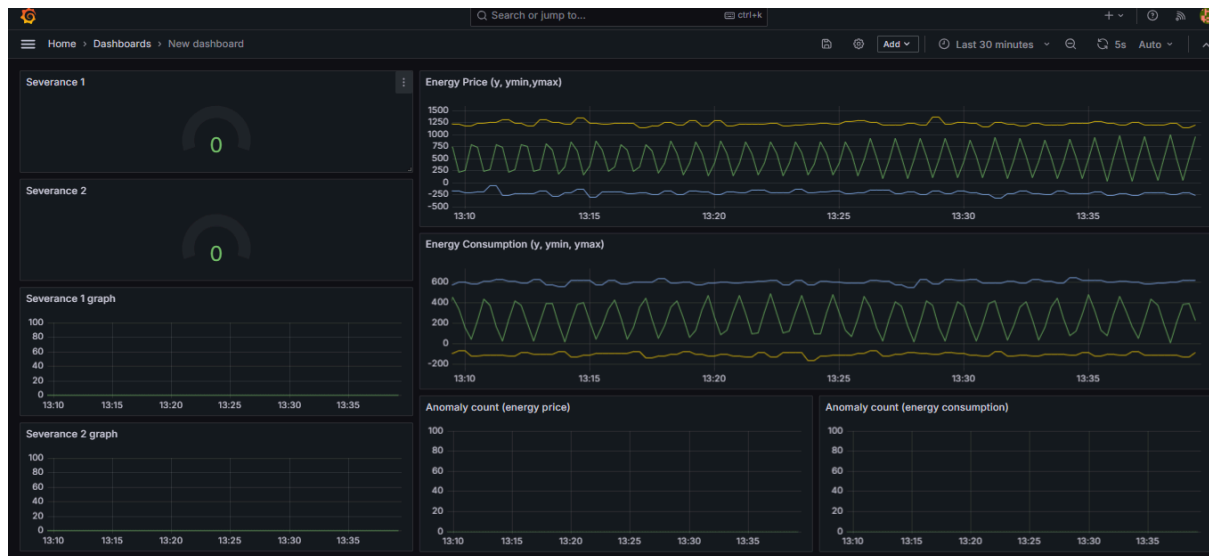 Search or jump to... ctrl+k
Home › Dashboards › New dashboard
Add Last 30 minutes 5s Auto
Severance 1
0
Severance 2
0
Severance 1 graph
100
80
60
40
20
0
13:10 13:15 13:20 13:25 13:30 13:35
Severance 2 graph
100
80
60
40
20
0
13:10 13:15 13:20 13:25 13:30 13:35
Energy Price (y, ymin,ymax)
1500
1250
1000
750
500
250
0
-250
-500
13:10 13:15 13:20 13:25 13:30 13:35
Energy Consumption (y, ymin, ymax)
600
400
200
0
-200
13:10 13:15 13:20 13:25 13:30 13:35
Anomaly count (energy price)
100
80
60
40
20
0
13:10 13:15 13:20 13:25 13:30 13:35
Anomaly count (energy consumption)
100
80
60
40
20
0
13:10 13:15 13:20 13:25 13:30 13:35